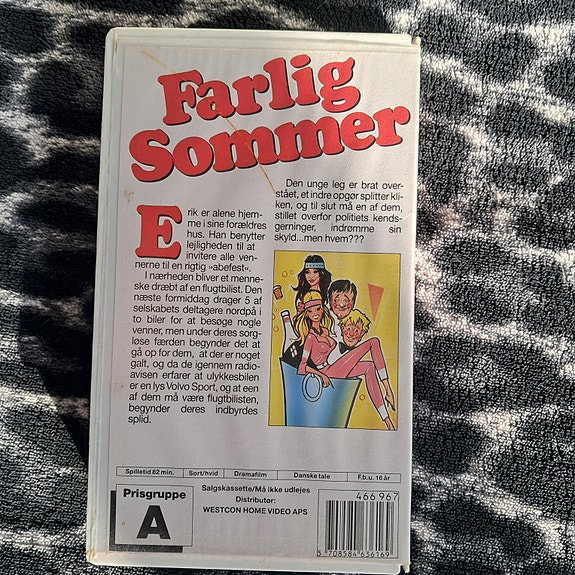 Farlig
Sommer
Erik er alene hjem-
me i sine forældres
hus. Han benytter
lejligheden til at
invitere alle ven-
nerne til en rigtig »abefest«.
I nærheden bliver et menne-
ske dræbt af en flugtbilist. Den
næste formiddag drager 5 af
selskabets deltagere nordpå i
to biler for at besøge nogle
venner, men under deres sorg-
løse færden begynder det at
gå op for dem, at der er noget
galt, og da de igennem radio-
avisen erfarer at ulykkesbilen
er en lys Volvo Sport, og at een
af dem må være flugtbilisten,
begynder deres indbyrdes
splid.
Den unge leg er brat over-
stået, et indre opgør splitter kli-
ken, og til slut må en af dem,
stillet overfor politiets kends-
gerninger, indrømme sin
skyld...men hvem???
Spilletid 82 min. Sort/hvid Dramafilm Danske tale F.b.u. 16 år
Prisgruppe
A
Salgskassette/Må ikke udlejes
Distributør:
WESTCON HOME VIDEO APS
466 967
5 708584 636169